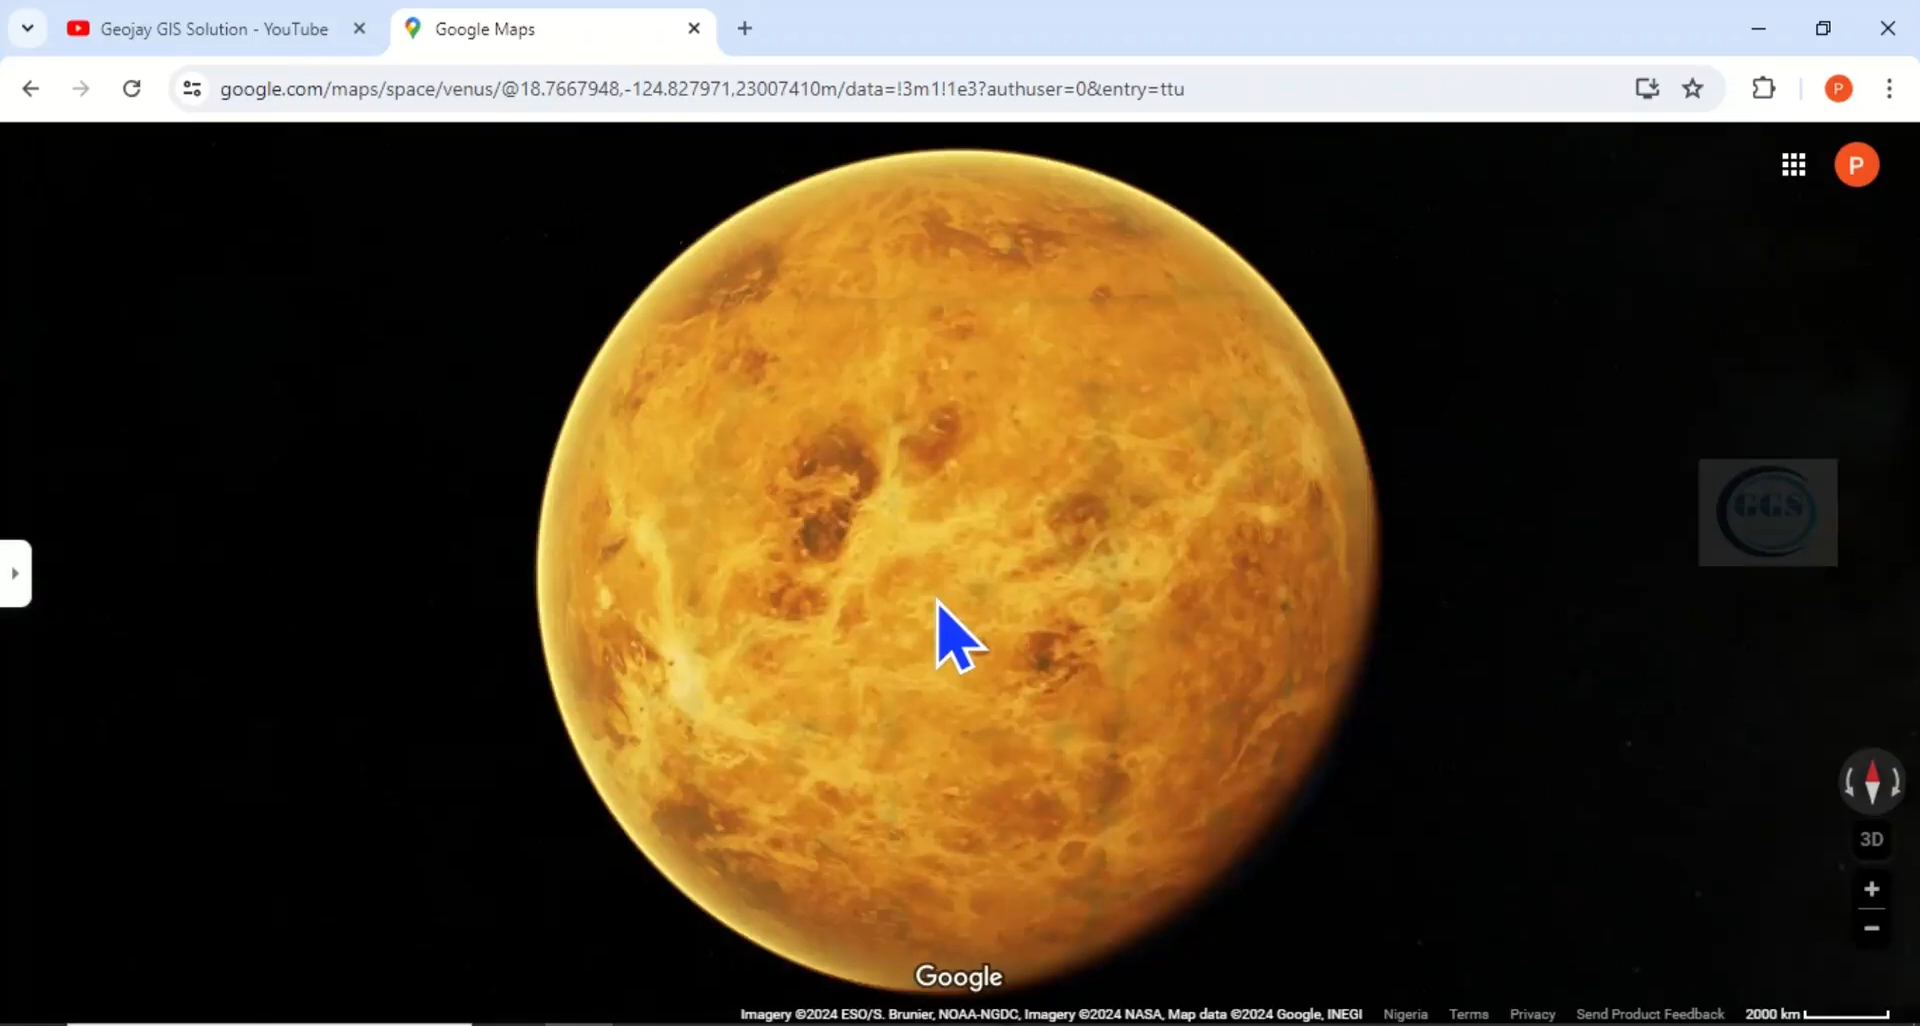 Geojay GIS Solution - YouTube
Google Maps
google.com/maps/space/venus/@18.7667948,-124.827971,23007410m/data=!3m1!1e3?authuser=0&entry=ttu
P
P
GGS
3D
Google
Imagery ©2024 ESO/S. Brunier, NOAA-NGDC, Imagery ©2024 NASA, Map data ©2024 Google, INEGI Nigeria Terms Privacy Send Product Feedback 2000 km